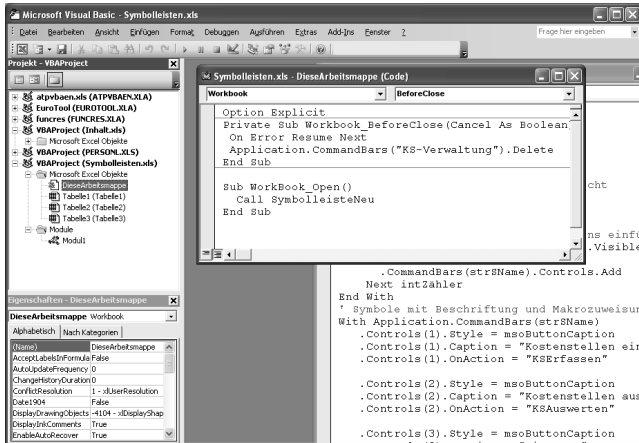 Microsoft Visual Basic - Symbolleisten.xls
Datei Bearbeiten Ansicht Einfügen Format Debuggen Ausführen Extras Add-Ins Fenster ?
Frage hier eingeben
Projekt - VBAProject
atpvbaen.xls (ATPVBAEN.XLA)
EuroTool (EUROTOOL.XLA)
funcres (FUNCRES.XLA)
VBAProject (Inhalt.xls)
Microsoft Excel Objekte
VBAProject (PERSONL.XLS)
VBAProject (Symbolleisten.xls)
Microsoft Excel Objekte
DieseArbeitsmappe
Tabelle1 (Tabelle1)
Tabelle2 (Tabelle2)
Tabelle3 (Tabelle3)
Module
Modul1
Eigenschaften - DieseArbeitsmappe
DieseArbeitsmappe Workbook
Alphabetisch Nach Kategorien
(Name) DieseArbeitsmappe
AcceptLabelsInFormula False
AutoUpdateFrequency 0
ChangeHistoryDuration 0
ConflictResolution 1 - xlUserResolution
Date1904 False
DisplayDrawingObjects -4104 - xlDisplayShap
DisplayInkComments True
EnableAutoRecover True
Symbolleisten.xls - DieseArbeitsmappe (Code)
Workbook BeforeClose
Option Explicit
Private Sub Workbook_BeforeClose(Cancel As Boolean
On Error Resume Next
Application.CommandBars("KS-Verwaltung").Delete
End Sub
Sub WorkBook_Open()
Call SymbolleisteNeu
End Sub
cht
ns einfü
.Visible
.CommandBars(strSName).Controls.Add
Next intZähler
End With
' Symbole mit Beschriftung und Makrozuweisun
With Application.CommandBars(strSName)
.Controls(1).Style = msoButtonCaption
.Controls(1).Caption = "Kostenstellen ein
.Controls(1).OnAction = "KSErfassen"
.Controls(2).Style = msoButtonCaption
.Controls(2).Caption = "Kostenstellen aus
.Controls(2).OnAction = "KSAuswerten"
.Controls(3).Style = msoButtonCaption